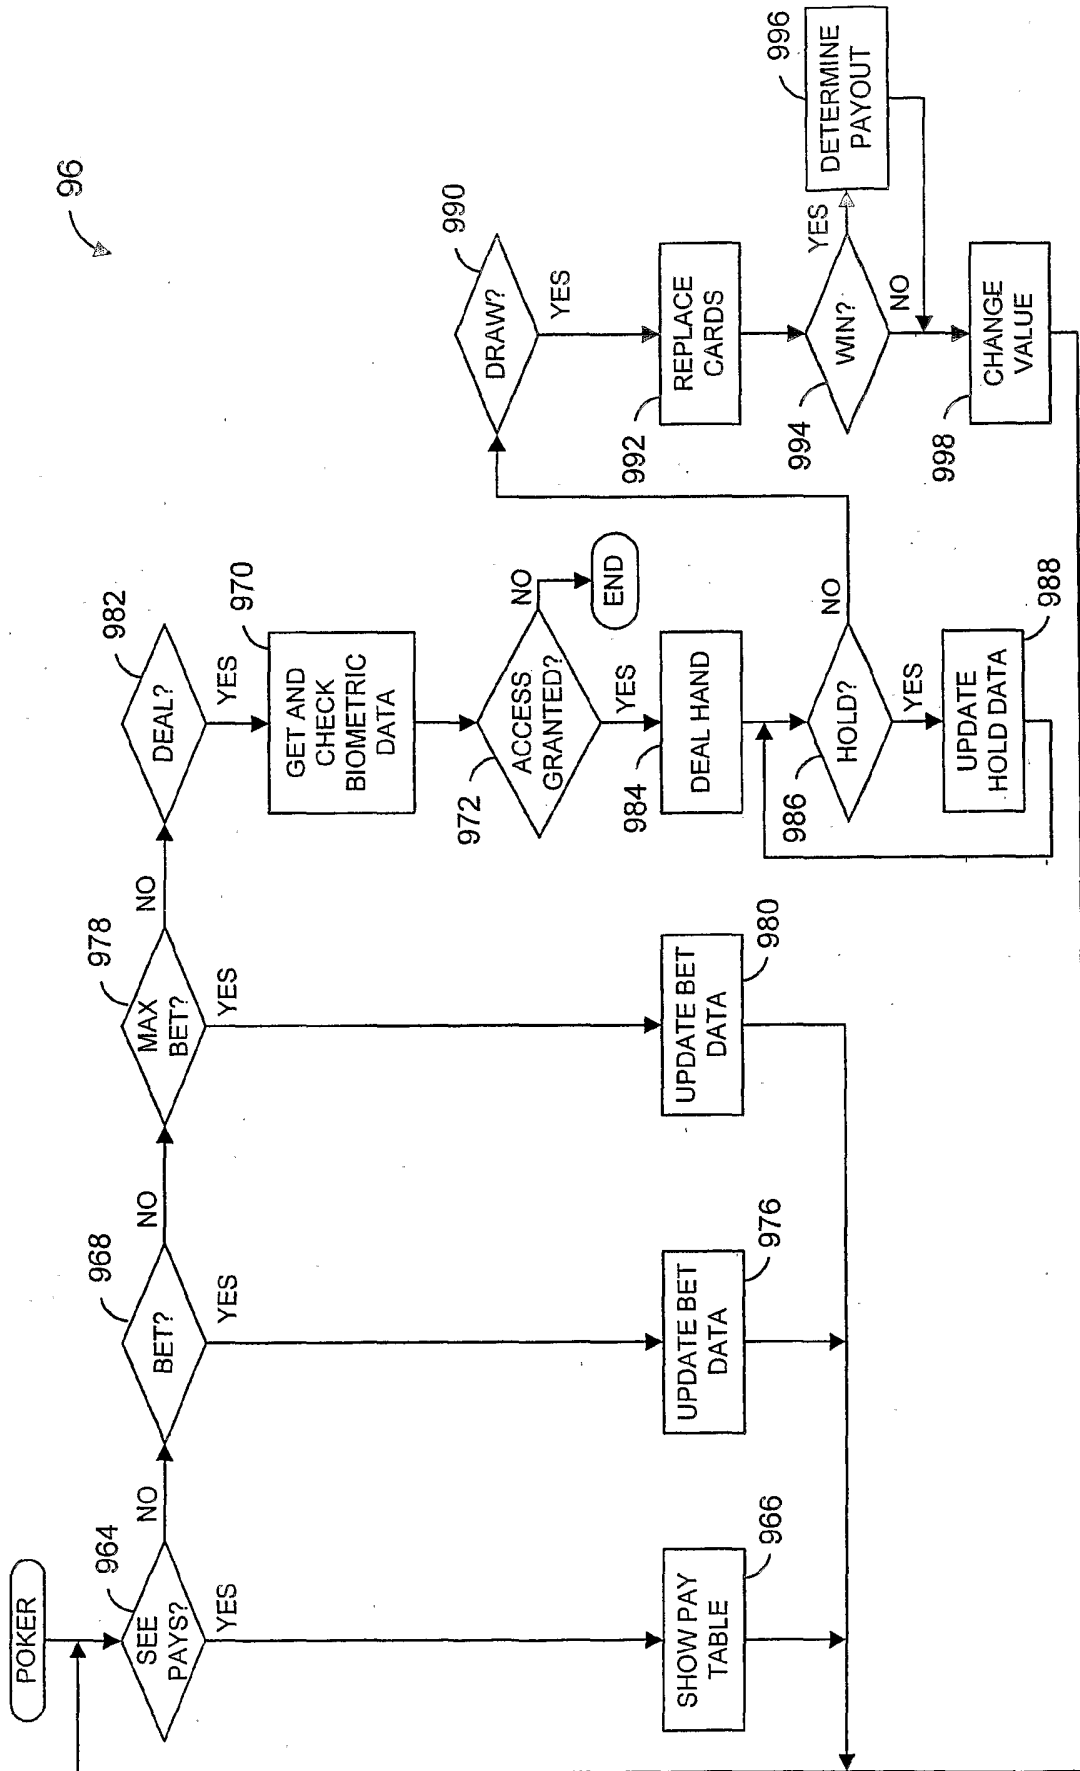 96
POKER
SEE
PAYS?
964
NO
YES
BET?
968
NO
YES
MAX
BET?
978
NO
YES
DEAL?
982
YES
GET AND
CHECK
BIOMETRIC
DATA
970
ACCESS
GRANTED?
972
NO
END
YES
DEAL HAND
984
HOLD?
986
NO
YES
UPDATE
HOLD DATA
988
DRAW?
990
YES
REPLACE
CARDS
992
WIN?
994
YES
NO
DETERMINE
PAYOUT
996
CHANGE
VALUE
998
SHOW PAY
TABLE
966
UPDATE BET
DATA
976
UPDATE BET
DATA
980